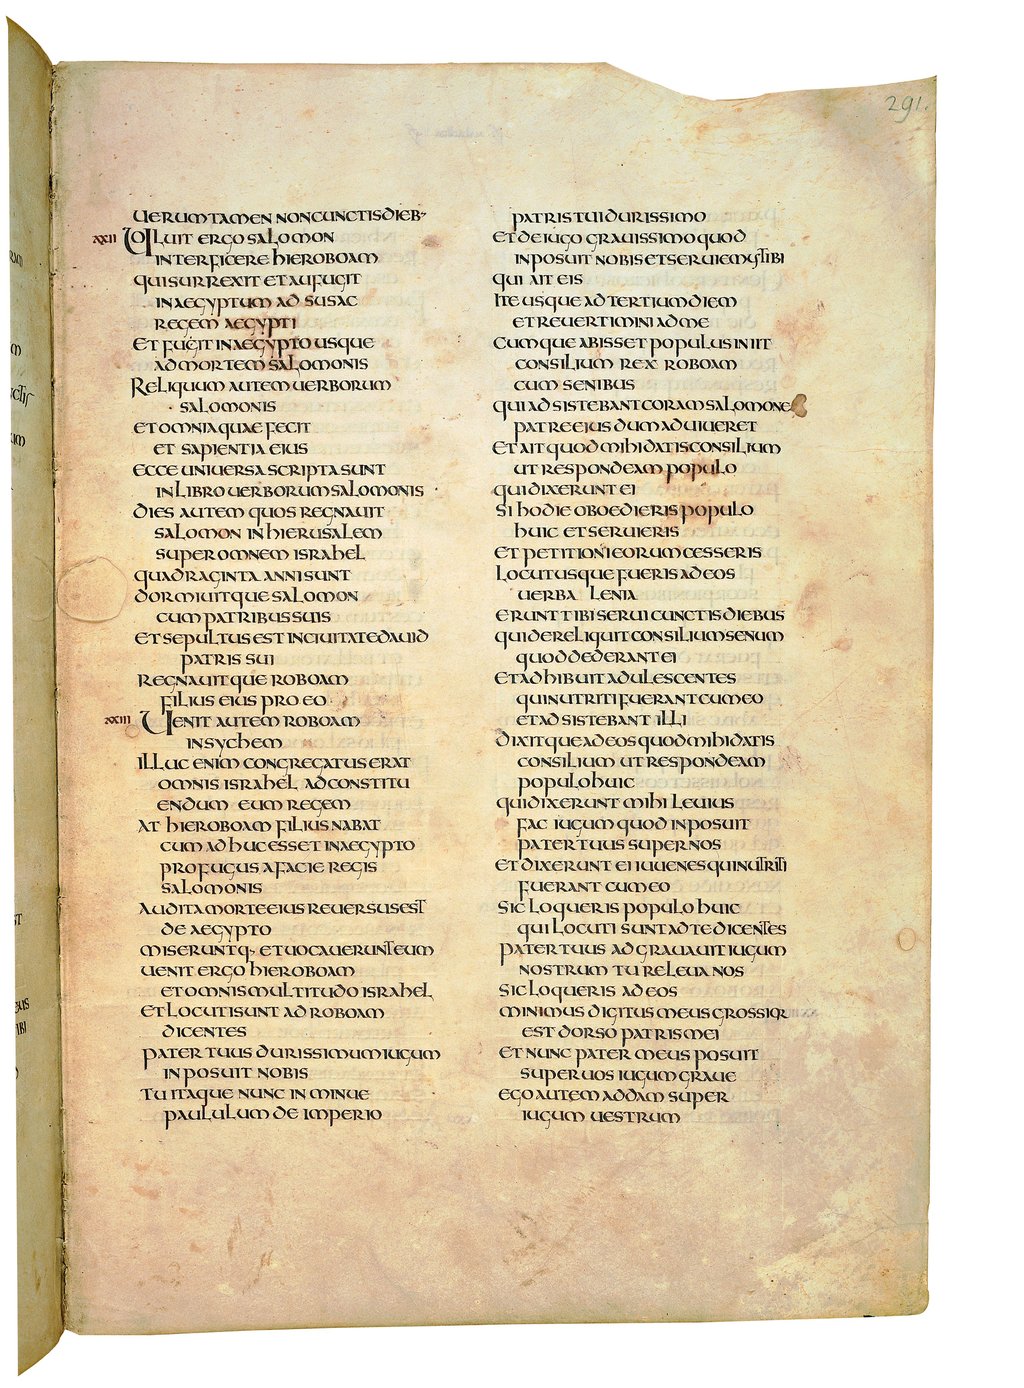 291.
UERUMTAMEN NON CUNCTIS DIEB·
XXII UOLUIT ERGO SALOMON
INTERFICERE HIEROBOAM
QUI SURREXIT ET AUFUGIT
IN AEGYPTUM AD SUSAC
REGEM AEGYPTI
ET FUGIT IN AEGYPTO USQUE
AD MORTEM SALOMONIS
RELIQUUM AUTEM UERBORUM
SALOMONIS
ET OMNIA QUAE FECIT
ET SAPIENTIA EIUS
ECCE UNIUERSA SCRIPTA SUNT
IN LIBRO UERBORUM SALOMONIS
DIES AUTEM QUOS REGNAUIT
SALOMON IN HIERUSALEM
SUPER OMNEM ISRAHEL
QUADRAGINTA ANNI SUNT
DORMIUITQUE SALOMON
CUM PATRIBUS SUIS
ET SEPULTUS EST IN CIUITATE DAUID
PATRIS SUI
REGNAUITQUE ROBOAM
FILIUS EIUS PRO EO
XXIII UENIT AUTEM ROBOAM
IN SYCHEM
ILLUC ENIM CONGREGATUS ERAT
OMNIS ISRAHEL AD CONSTITU
ENDUM EUM REGEM
AT HIEROBOAM FILIUS NABAT
CUM ADHUC ESSET IN AEGYPTO
PROFUGUS A FACIE REGIS
SALOMONIS
AUDITA MORTE EIUS REUERSUS EST
DE AEGYPTO
MISERUNTQ· ET UOCAUERUNT EUM
UENIT ERGO HIEROBOAM
ET OMNIS MULTITUDO ISRAHEL
ET LOCUTI SUNT AD ROBOAM
DICENTES
PATER TUUS DURISSIMUM IUGUM
INPOSUIT NOBIS
TU ITAQUE NUNC INMINUE
PAULULUM DE IMPERIO
PATRIS TUI DURISSIMO
ET DE IUGO GRAUISSIMO QUOD
INPOSUIT NOBIS ET SERUIEMUS TIBI
QUI AIT EIS
ITE USQUE AD TERTIUM DIEM
ET REUERTIMINI AD ME
CUMQUE ABISSET POPULUS INIIT
CONSILIUM REX ROBOAM
CUM SENIBUS
QUI ADSISTEBANT CORAM SALOMONE
PATRE EIUS DUM ADUIUERET
ET AIT QUOD MIHI DATIS CONSILIUM
UT RESPONDEAM POPULO
QUI DIXERUNT EI
SI HODIE OBOEDIERIS POPULO
HUIC ET SERUIERIS
ET PETITIONI EORUM CESSERIS
LOCUTUSQUE FUERIS AD EOS
UERBA LENIA
ERUNT TIBI SERUI CUNCTIS DIEBUS
QUI DERELIQUIT CONSILIUM SENUM
QUOD DEDERANT EI
ET ADHIBUIT ADULESCENTES
QUI NUTRITI FUERANT CUM EO
ET ADSISTEBANT ILLI
DIXITQUE AD EOS QUOD MIHI DATIS
CONSILIUM UT RESPONDEAM
POPULO HUIC
QUI DIXERUNT MIHI LEUIUS
FAC IUGUM QUOD INPOSUIT
PATER TUUS SUPER NOS
ET DIXERUNT EI IUUENES QUI NUTRITI
FUERANT CUM EO
SIC LOQUERIS POPULO HUIC
QUI LOCUTI SUNT AD TE DICENTES
PATER TUUS ADGRAUAUIT IUGUM
NOSTRUM TU RELEUA NOS
SIC LOQUERIS AD EOS
MINIMUS DIGITUS MEUS GROSSIOR
EST DORSO PATRIS MEI
ET NUNC PATER MEUS POSUIT
SUPER UOS IUGUM GRAUE
EGO AUTEM ADDAM SUPER
IUGUM UESTRUM